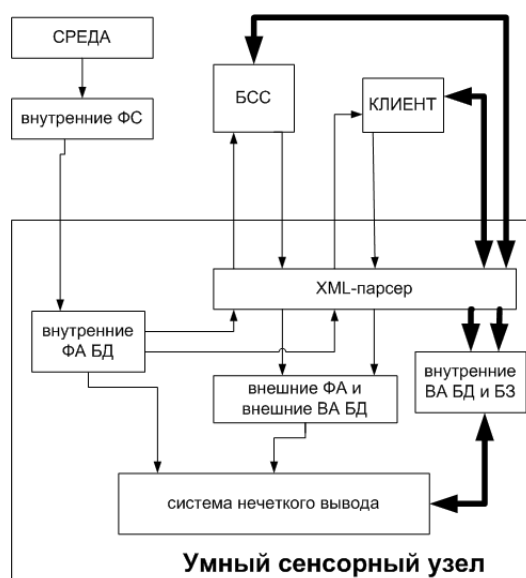 СРЕДА
БСС
КЛИЕНТ
внутренние ФС
XML-парсер
внутренние
ФА БД
внешние ФА и
внешние ВА БД
внутренние
ВА БД и БЗ
система нечеткого вывода
Умный сенсорный узел